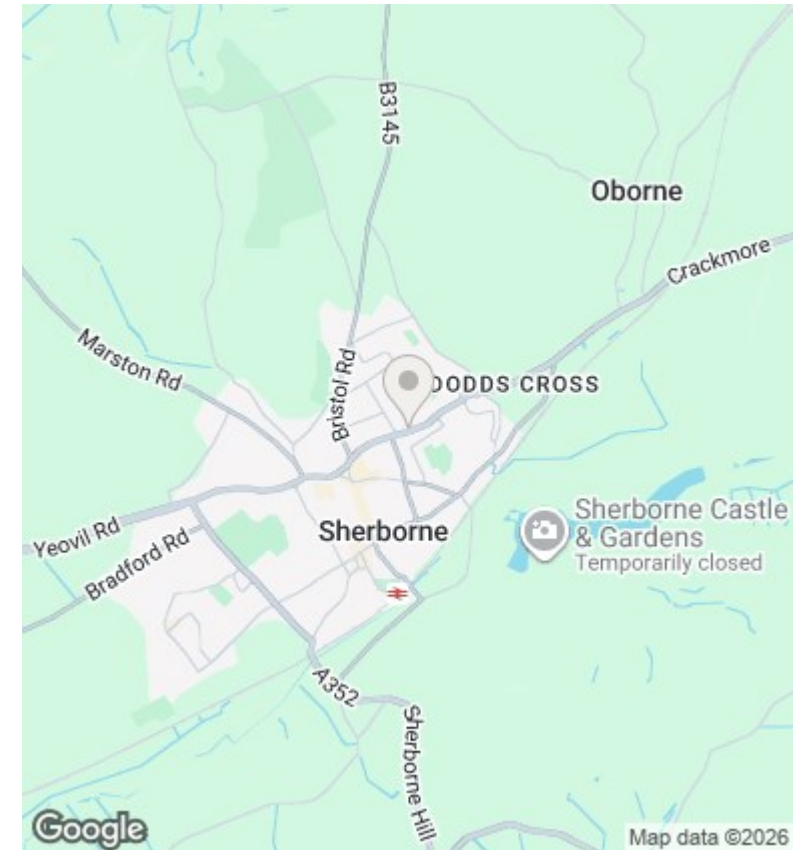 B3145
Oborne
Crackmore
Marston Rd
Bristol Rd
DODDS CROSS
Sherborne Castle
& Gardens
Temporarily closed
Yeovil Rd
Sherborne
Bradford Rd
A352
Sherborne Hill
Google
Map data ©2026